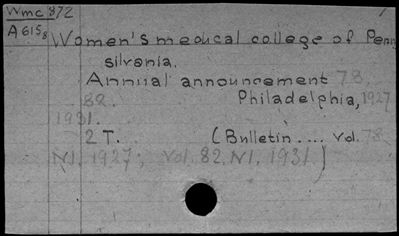 Wmc 872
A615s
Women's medical college of Penn
silvania.
Annual announcement 78
82. Philadelphia, 1927
1931.
2 T. (Bulletin .... Vol. 78
N1. 1927; Vol. 82. N1. 1931)